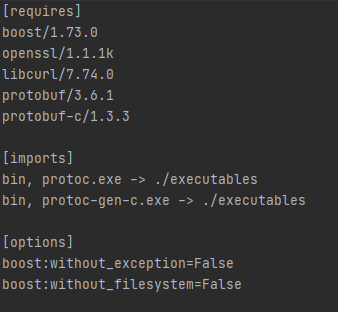 [requires]
boost/1.73.0
openssl/1.1.1k
libcurl/7.74.0
protobuf/3.6.1
protobuf-c/1.3.3
[imports]
bin, protoc.exe -> ./executables
bin, protoc-gen-c.exe -> ./executables
[options]
boost:without_exception=False
boost:without_filesystem=False